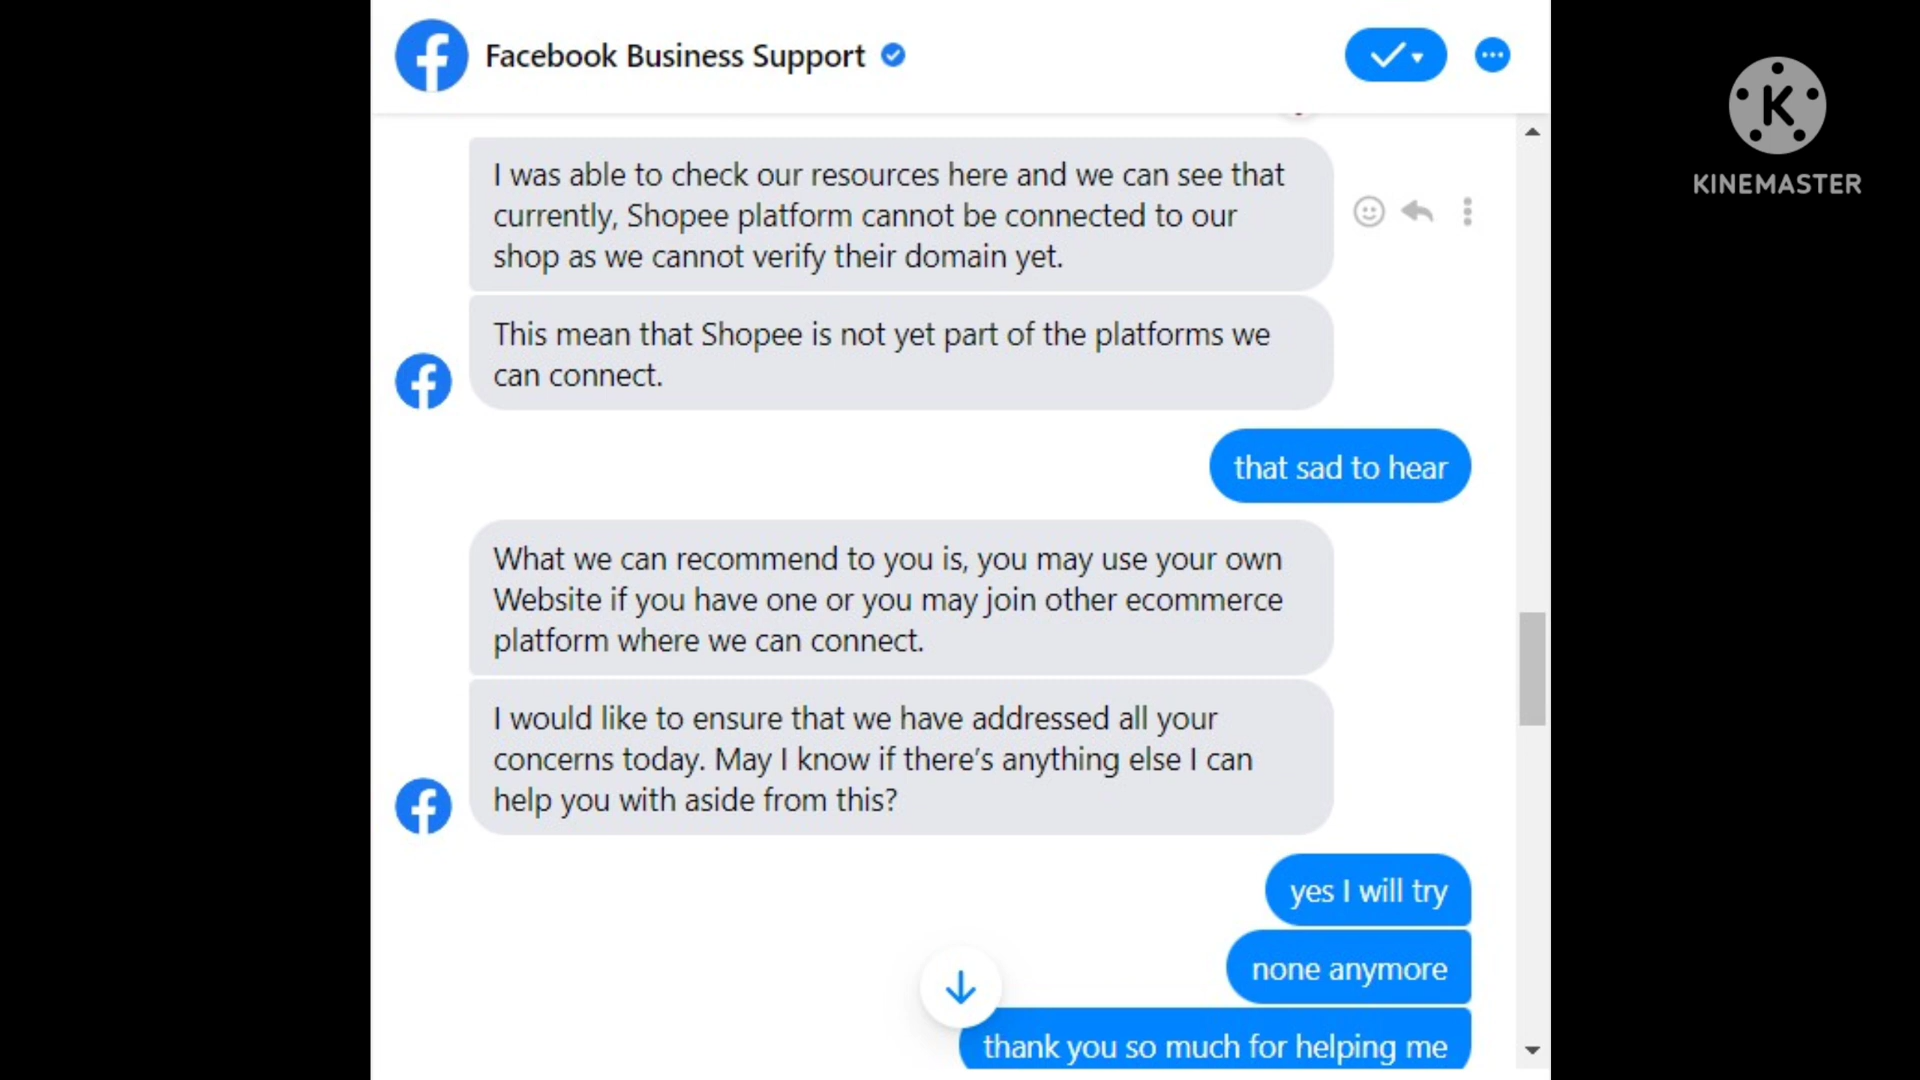 Facebook Business Support
KINEMASTER
I was able to check our resources here and we can see that
currently, Shopee platform cannot be connected to our
shop as we cannot verify their domain yet.
This mean that Shopee is not yet part of the platforms we
can connect.
that sad to hear
What we can recommend to you is, you may use your own
Website if you have one or you may join other ecommerce
platform where we can connect.
I would like to ensure that we have addressed all your
concerns today. May I know if there's anything else I can
help you with aside from this?
yes I will try
none anymore
thank you so much for helping me